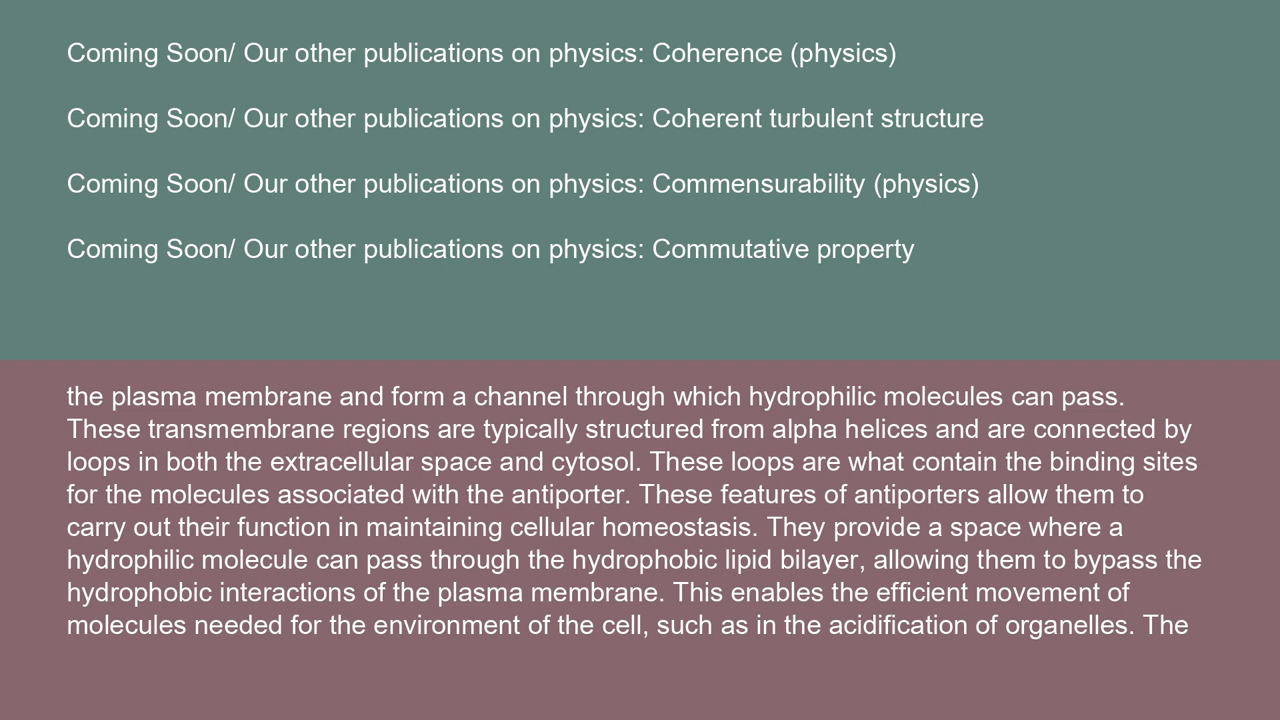 Coming Soon/ Our other publications on physics: Coherence (physics)
Coming Soon/ Our other publications on physics: Coherent turbulent structure
Coming Soon/ Our other publications on physics: Commensurability (physics)
Coming Soon/ Our other publications on physics: Commutative property
the plasma membrane and form a channel through which hydrophilic molecules can pass.
These transmembrane regions are typically structured from alpha helices and are connected by
loops in both the extracellular space and cytosol. These loops are what contain the binding sites
for the molecules associated with the antiporter. These features of antiporters allow them to
carry out their function in maintaining cellular homeostasis. They provide a space where a
hydrophilic molecule can pass through the hydrophobic lipid bilayer, allowing them to bypass the
hydrophobic interactions of the plasma membrane. This enables the efficient movement of
molecules needed for the environment of the cell, such as in the acidification of organelles. The